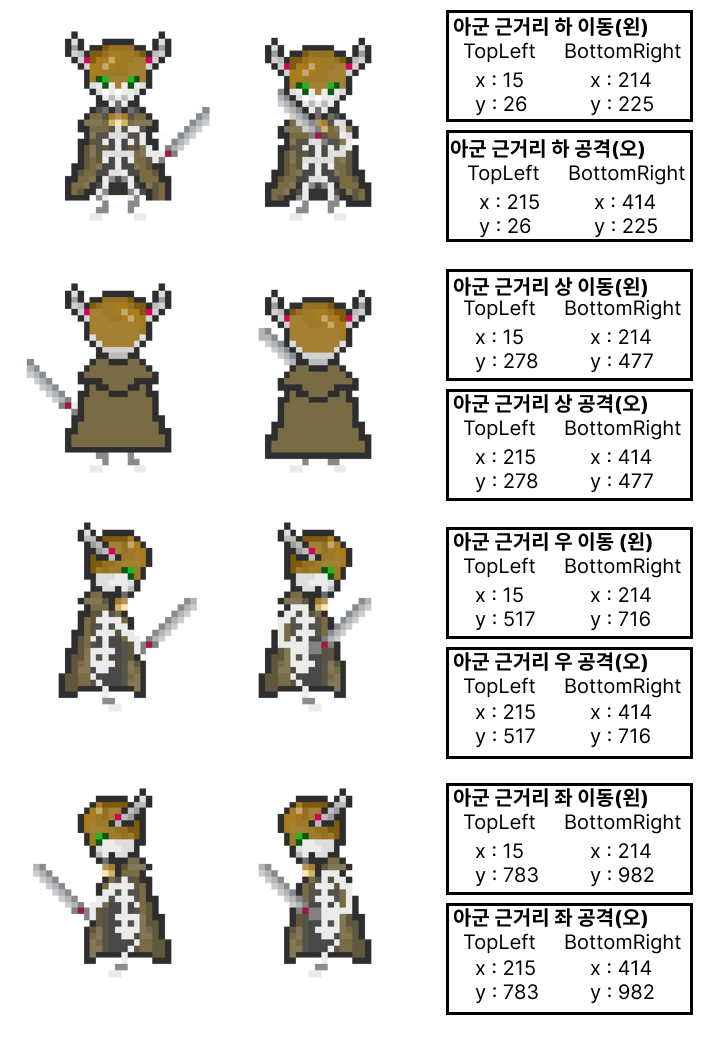 아군 근거리 하 이동(왼)
TopLeft BottomRight
x : 15 x : 214
y : 26 y : 225
아군 근거리 하 공격(오)
TopLeft BottomRight
x : 215 x : 414
y : 26 y : 225
아군 근거리 상 이동(왼)
TopLeft BottomRight
x : 15 x : 214
y : 278 y : 477
아군 근거리 상 공격(오)
TopLeft BottomRight
x : 215 x : 414
y : 278 y : 477
아군 근거리 우 이동 (왼)
TopLeft BottomRight
x : 15 x : 214
y : 517 y : 716
아군 근거리 우 공격(오)
TopLeft BottomRight
x : 215 x : 414
y : 517 y : 716
아군 근거리 좌 이동(왼)
TopLeft BottomRight
x : 15 x : 214
y : 783 y : 982
아군 근거리 좌 공격(오)
TopLeft BottomRight
x : 215 x : 414
y : 783 y : 982